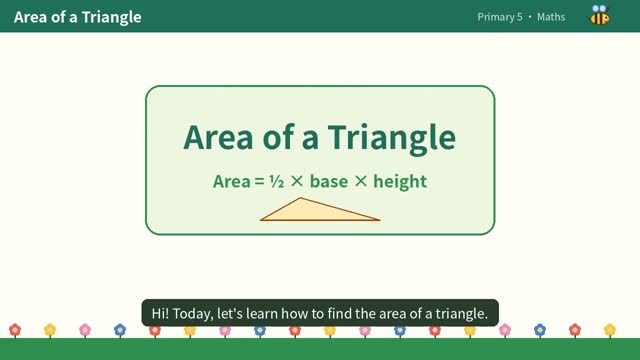 Area of a Triangle
Primary 5 • Maths
Area of a Triangle
Area = ½ × base × height
Hi! Today, let's learn how to find the area of a triangle.